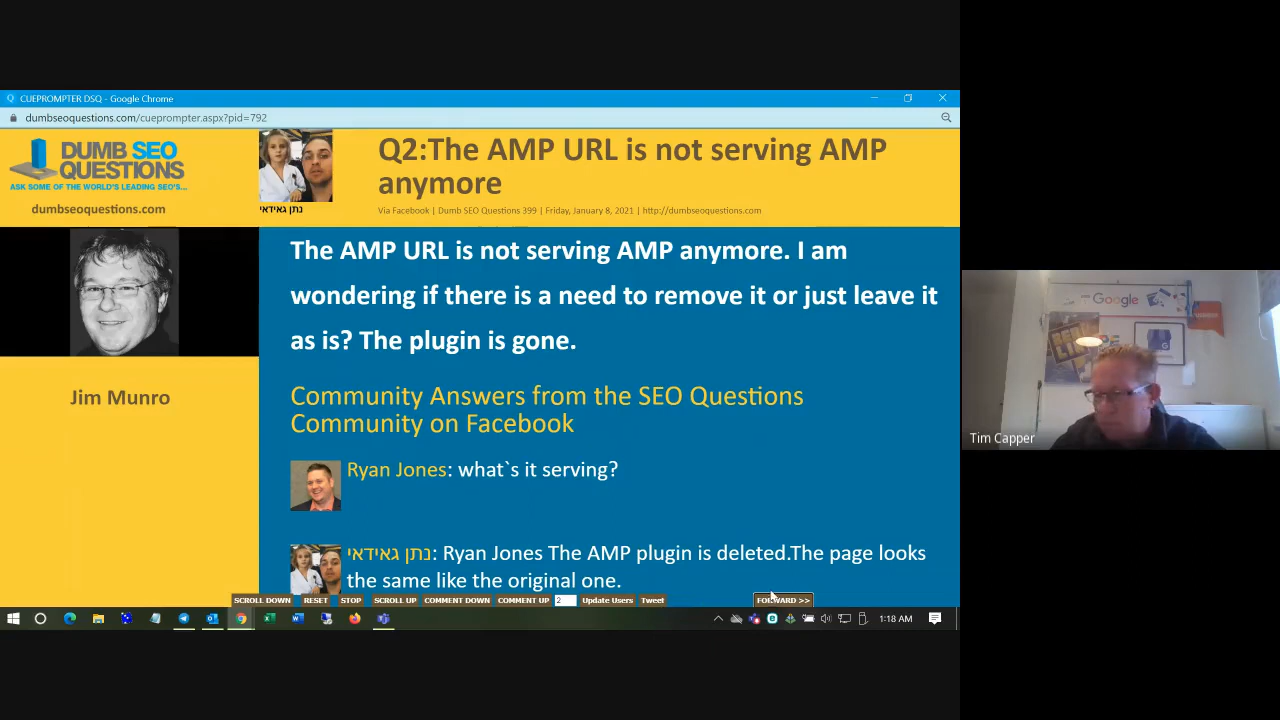 CUEPROMPTER DSQ - Google Chrome
dumbseoquestions.com/cueprompter.aspx?pid=792
DUMB SEO
QUESTIONS
ASK SOME OF THE WORLD'S LEADING SEO'S...
dumbseoquestions.com
נתן גאידאי
Q2:The AMP URL is not serving AMP
anymore
Via Facebook | Dumb SEO Questions 399 | Friday, January 8, 2021 | http://dumbseoquestions.com
Jim Munro
The AMP URL is not serving AMP anymore. I am
wondering if there is a need to remove it or just leave it
as is? The plugin is gone.
Community Answers from the SEO Questions
Community on Facebook
Ryan Jones: what`s it serving?
נתן גאידאי: Ryan Jones The AMP plugin is deleted.The page looks
the same like the original one.
SCROLL DOWN RESET STOP SCROLL UP COMMENT DOWN COMMENT UP 2 Update Users Tweet FORWARD >>
1:18 AM
Google
Tim Capper